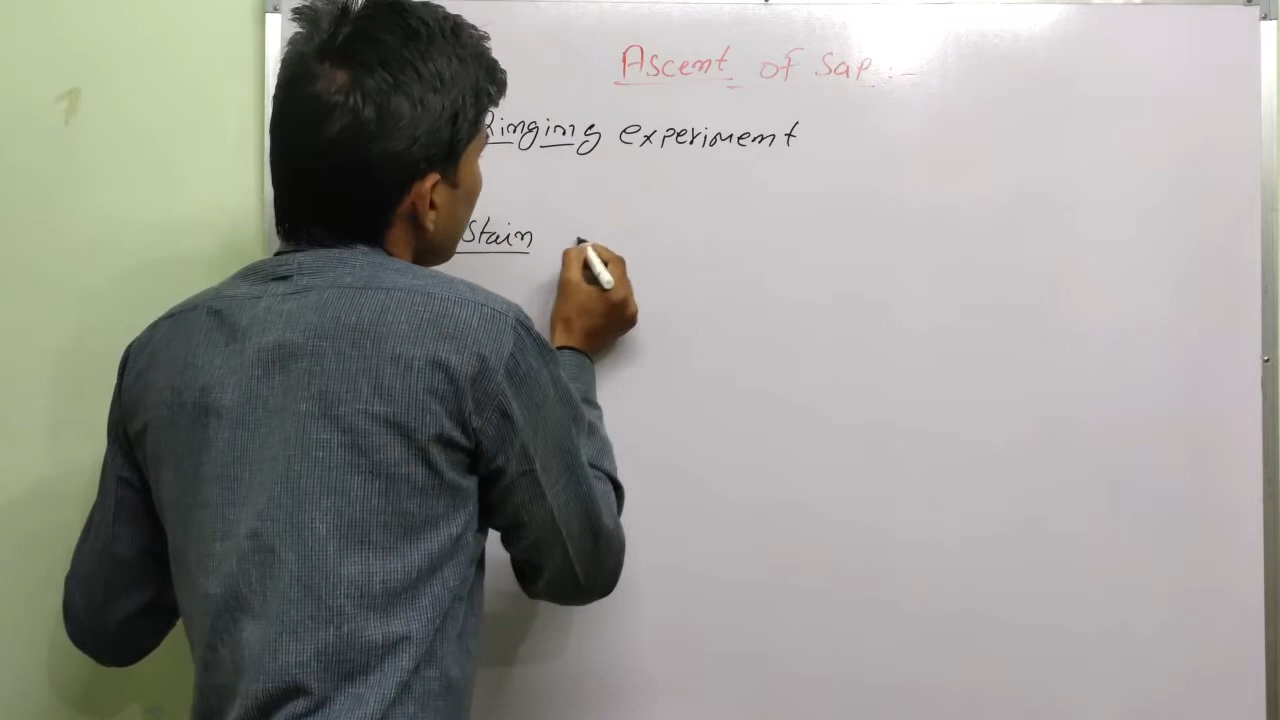 Ascent of Sap :-
Ringing experiment
Stain